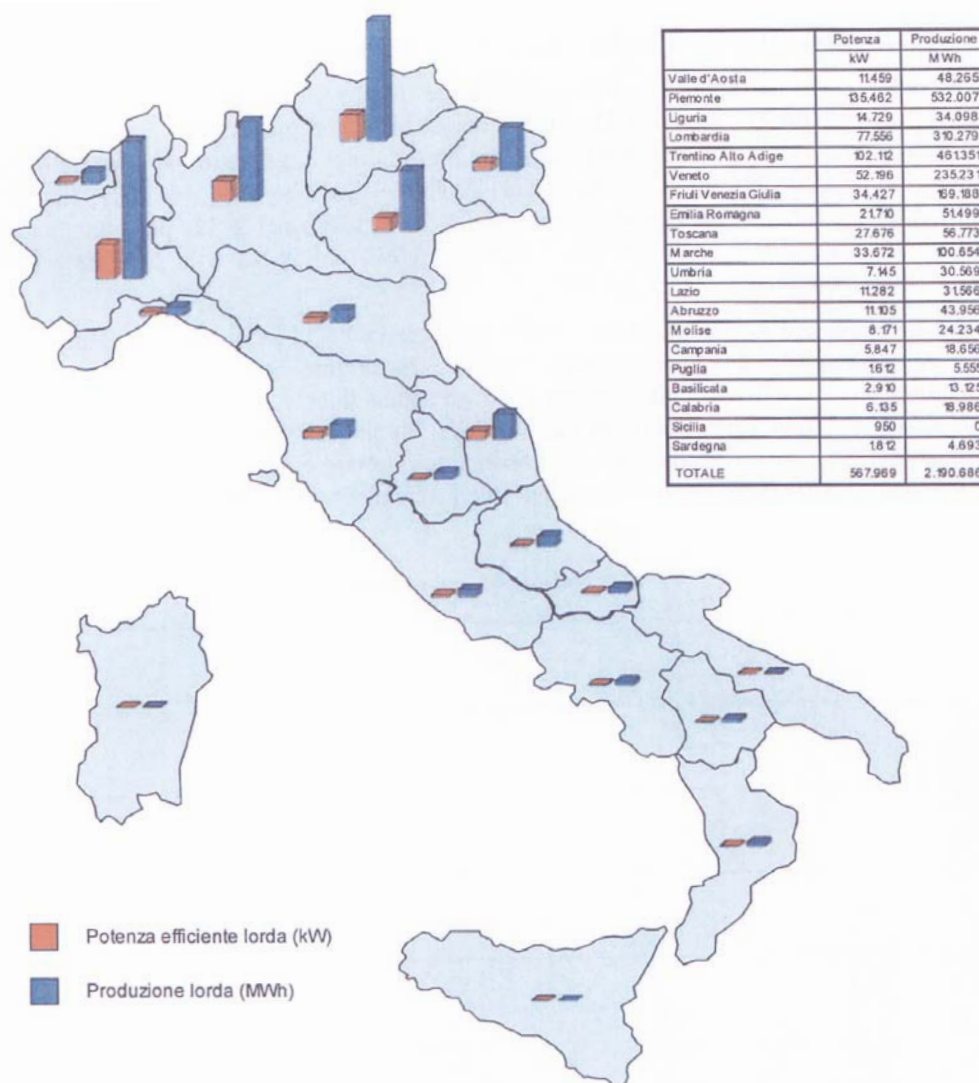 Potenza Produzione
kW MWh
Valle d'Aosta 11.459 48.265
Piemonte 135.462 532.007
Liguria 14.729 34.098
Lombardia 77.556 310.279
Trentino Alto Adige 102.112 461.351
Veneto 52.196 235.231
Friuli Venezia Giulia 34.427 169.188
Emilia Romagna 21.710 51.499
Toscana 27.676 56.773
Marche 33.672 100.654
Umbria 7.145 30.569
Lazio 11.282 31.566
Abruzzo 11.105 43.956
Molise 8.171 24.234
Campania 5.847 18.656
Puglia 1.612 5.555
Basilicata 2.910 13.125
Calabria 6.135 18.986
Sicilia 950 0
Sardegna 1.812 4.693
TOTALE 567.969 2.190.686
Potenza efficiente lorda (kW)
Produzione lorda (MWh)